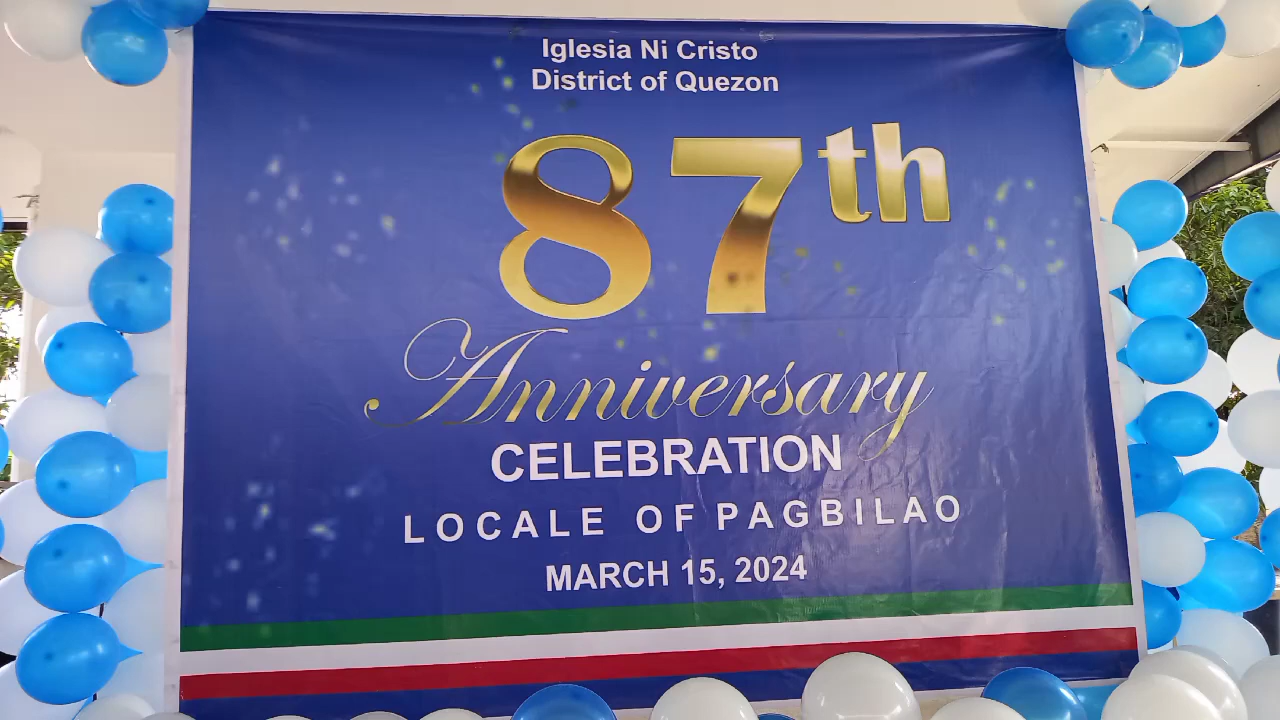 Iglesia Ni Cristo
District of Quezon
87th
Anniversary
CELEBRATION
LOCALE OF PAGBILAO
MARCH 15, 2024